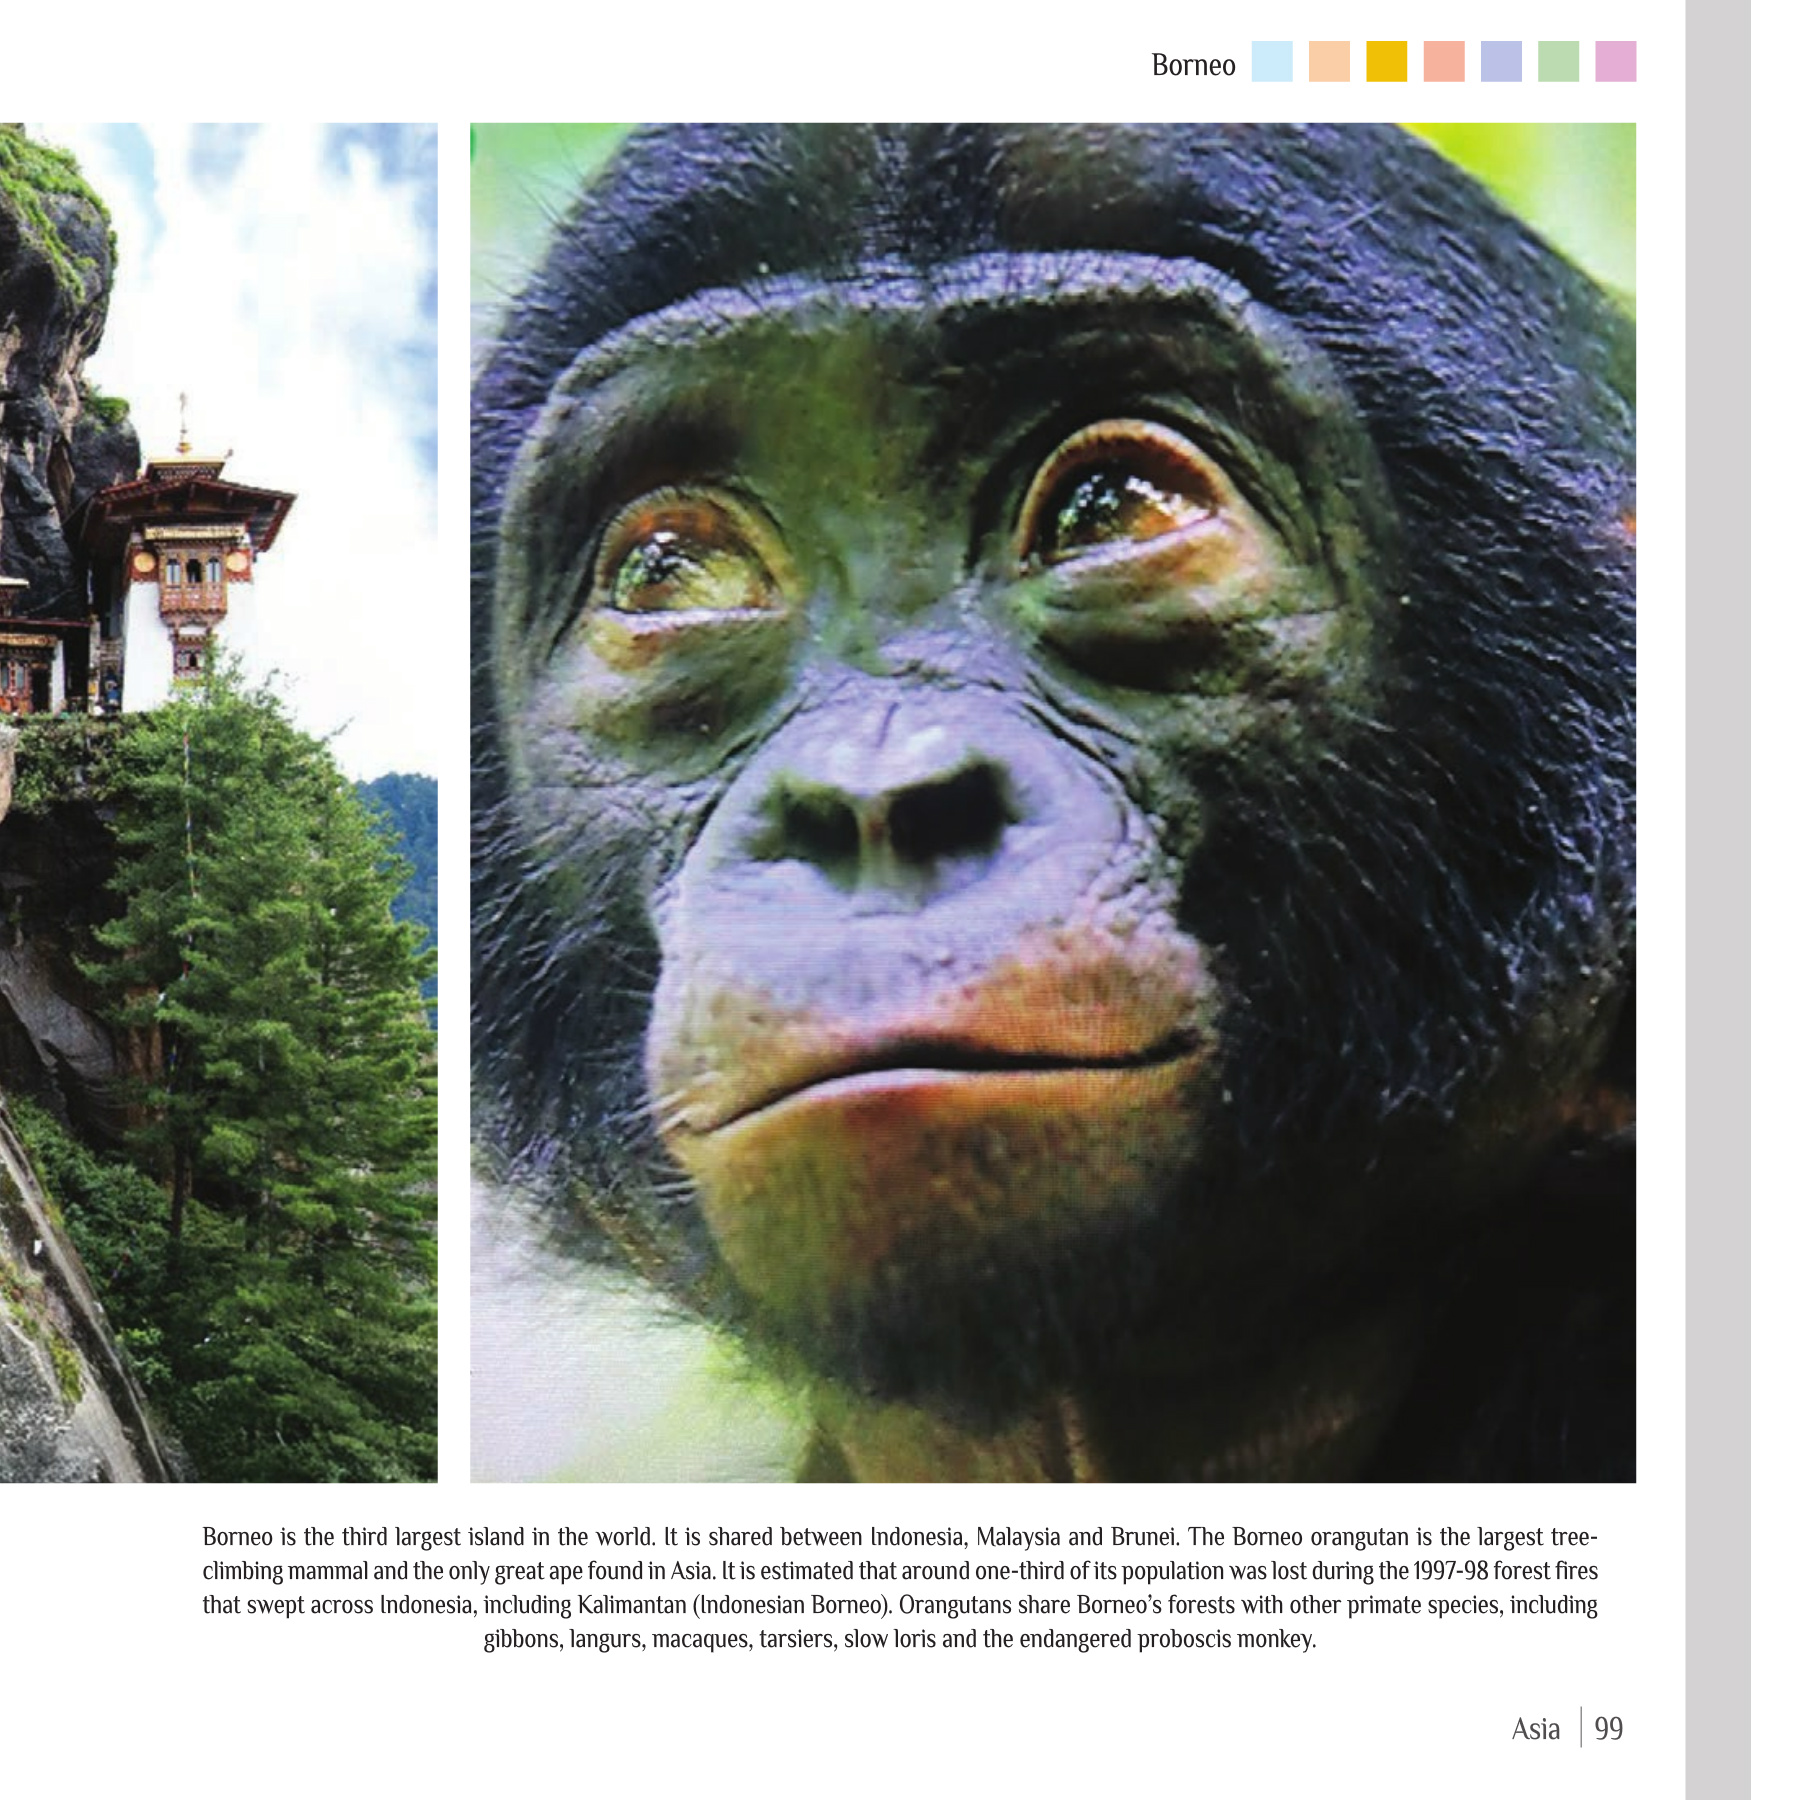 Borneo
Borneo is the third largest island in the world. It is shared between Indonesia, Malaysia and Brunei. The Borneo orangutan is the largest tree-
climbing mammal and the only great ape found in Asia. It is estimated that around one-third of its population was lost during the 1997-98 forest fires
that swept across Indonesia, including Kalimantan (Indonesian Borneo). Orangutans share Borneo’s forests with other primate species, including
gibbons, langurs, macaques, tarsiers, slow loris and the endangered proboscis monkey.
Asia | 99